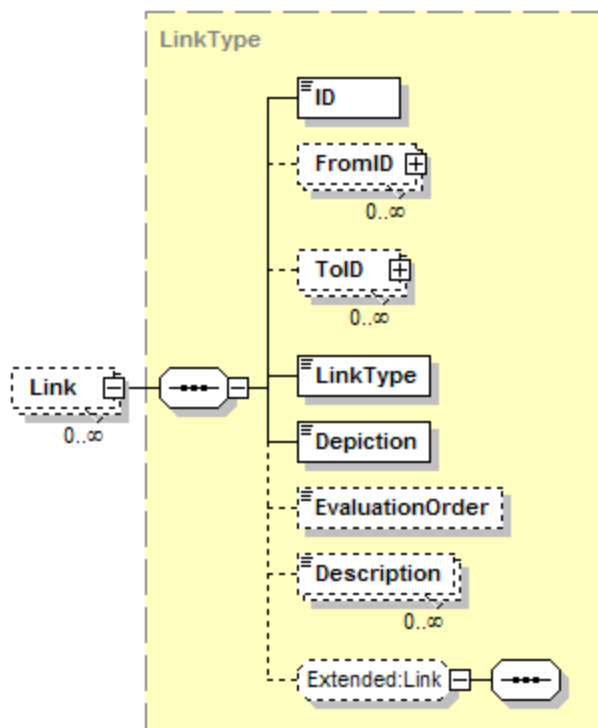 LinkType
ID
FromID
0..∞
ToID
0..∞
LinkType
Link
0..∞
Depiction
EvaluationOrder
Description
0..∞
Extended:Link